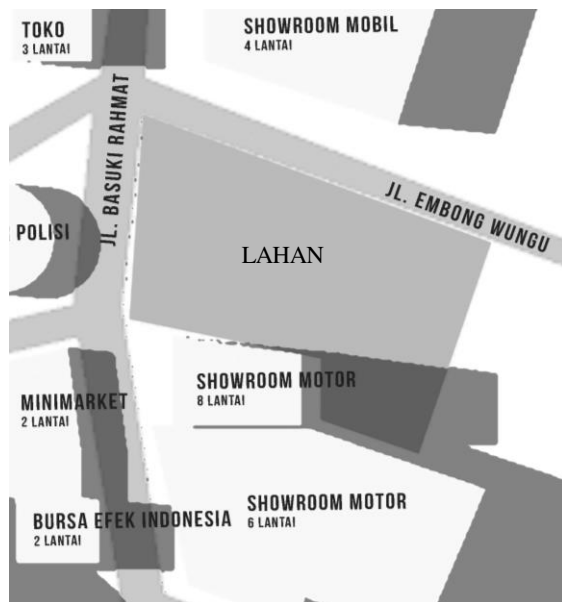 TOKO
3 LANTAI
SHOWROOM MOBIL
4 LANTAI
JL. BASUKI RAHMAT
JL. EMBONG WUNGU
POLISI
LAHAN
SHOWROOM MOTOR
8 LANTAI
MINIMARKET
2 LANTAI
SHOWROOM MOTOR
6 LANTAI
BURSA EFEK INDONESIA
2 LANTAI